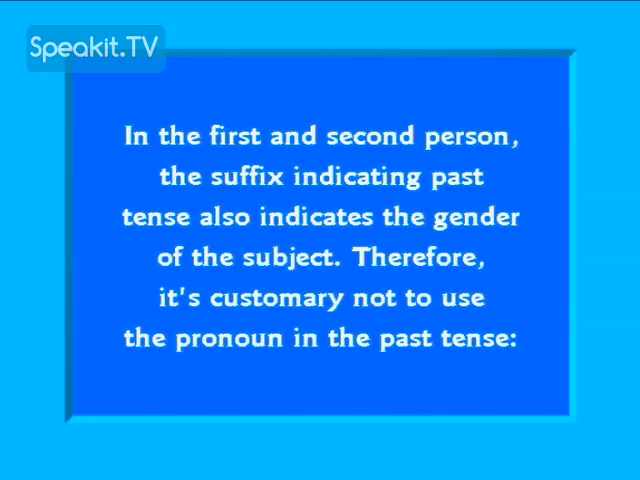 Speakit.TV
In the first and second person,
the suffix indicating past
tense also indicates the gender
of the subject. Therefore,
it's customary not to use
the pronoun in the past tense: